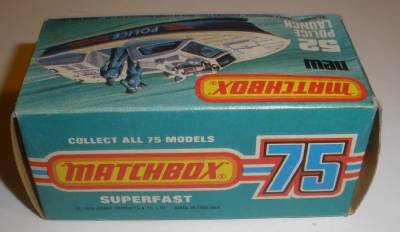 52
POLICE
LAUNCH
new
MATCHBOX®
POLICE
COLLECT ALL 75 MODELS
MATCHBOX®
75
SUPERFAST
MADE IN ENGLAND